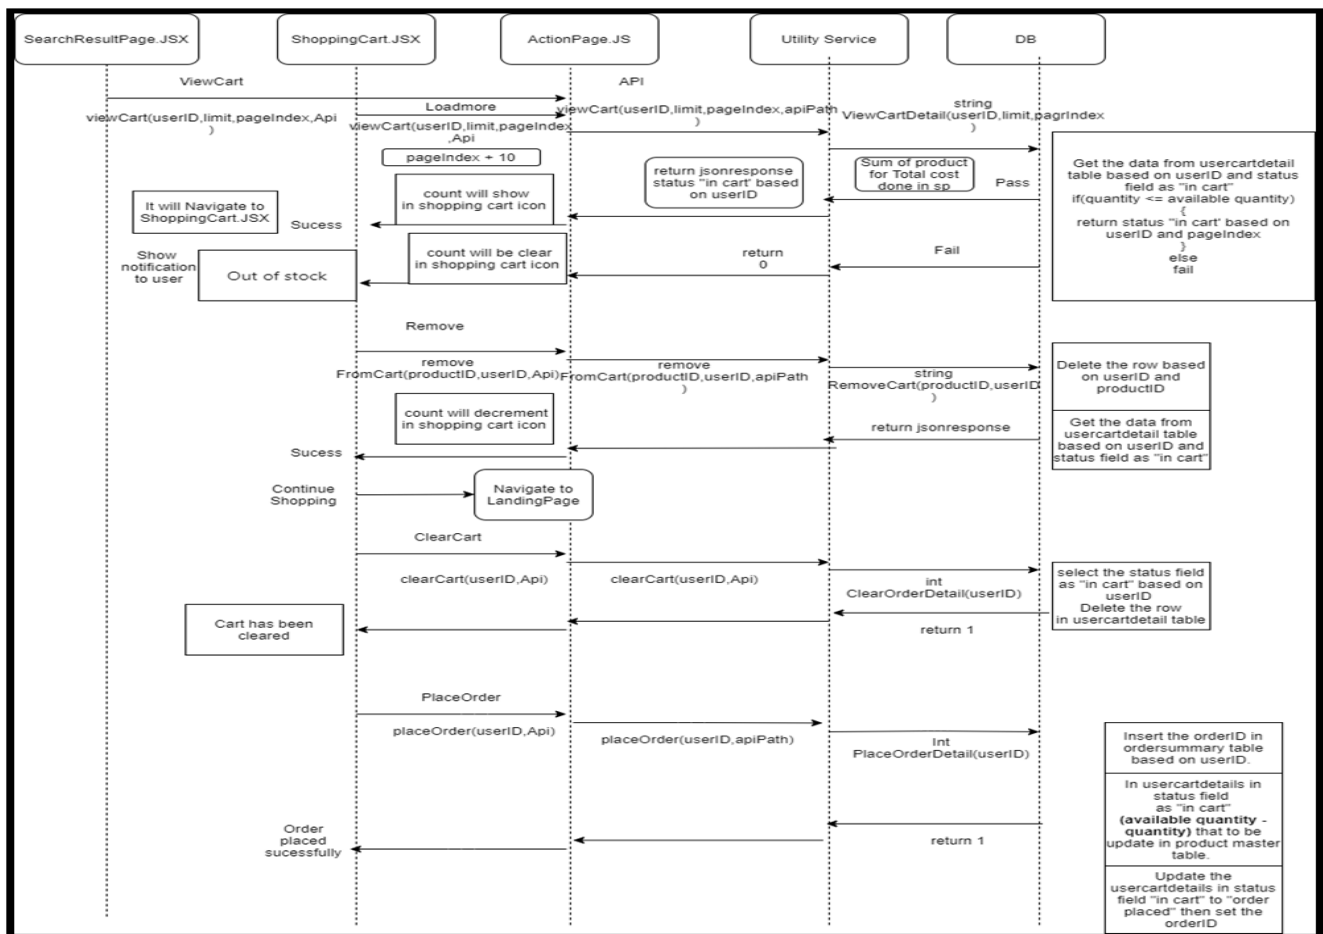 SearchResultPage.JSX
ShoppingCart.JSX
ActionPage.JS
Utility Service
DB
ViewCart
API
viewCart(userID,limit,pageIndex,Api
)
Loadmore
viewCart(userID,limit,pageIndex
,Api
viewCart(userID,limit,pageIndex,apiPath
)
string
ViewCartDetail(userID,limit,pagrIndex
)
pageIndex + 10
return jsonresponse
status "in cart' based
on userID
Sum of product
for Total cost
done in sp
Pass
Get the data from usercartdetail
table based on userID and status
field as "in cart"
if(quantity <= available quantity)
{
return status "in cart' based on
userID and pageIndex
}
else
fail
count will show
in shopping cart icon
It will Navigate to
ShoppingCart.JSX
Sucess
Show
notification
to user
Out of stock
count will be clear
in shopping cart icon
return
0
Fail
Remove
remove
FromCart(productID,userID,Api)
remove
FromCart(productID,userID,apiPath
)
string
RemoveCart(productID,userID
)
Delete the row based
on userID and
productID
count will decrement
in shopping cart icon
return jsonresponse
Get the data from
usercartdetail table
based on userID and
status field as "in cart"
Sucess
Continue
Shopping
Navigate to
LandingPage
ClearCart
clearCart(userID,Api)
clearCart(userID,Api)
int
ClearOrderDetail(userID)
select the status field
as "in cart" based on
userID
Delete the row
in usercartdetail table
Cart has been
cleared
return 1
PlaceOrder
placeOrder(userID,Api)
placeOrder(userID,apiPath)
Int
PlaceOrderDetail(userID)
Insert the orderID in
ordersummary table
based on userID.
In usercartdetails in
status field
as "in cart"
(available quantity -
quantity) that to be
update in product master
table.
Order
placed
sucessfully
return 1
Update the
usercartdetails in status
field "in cart" to "order
placed" then set the
orderID